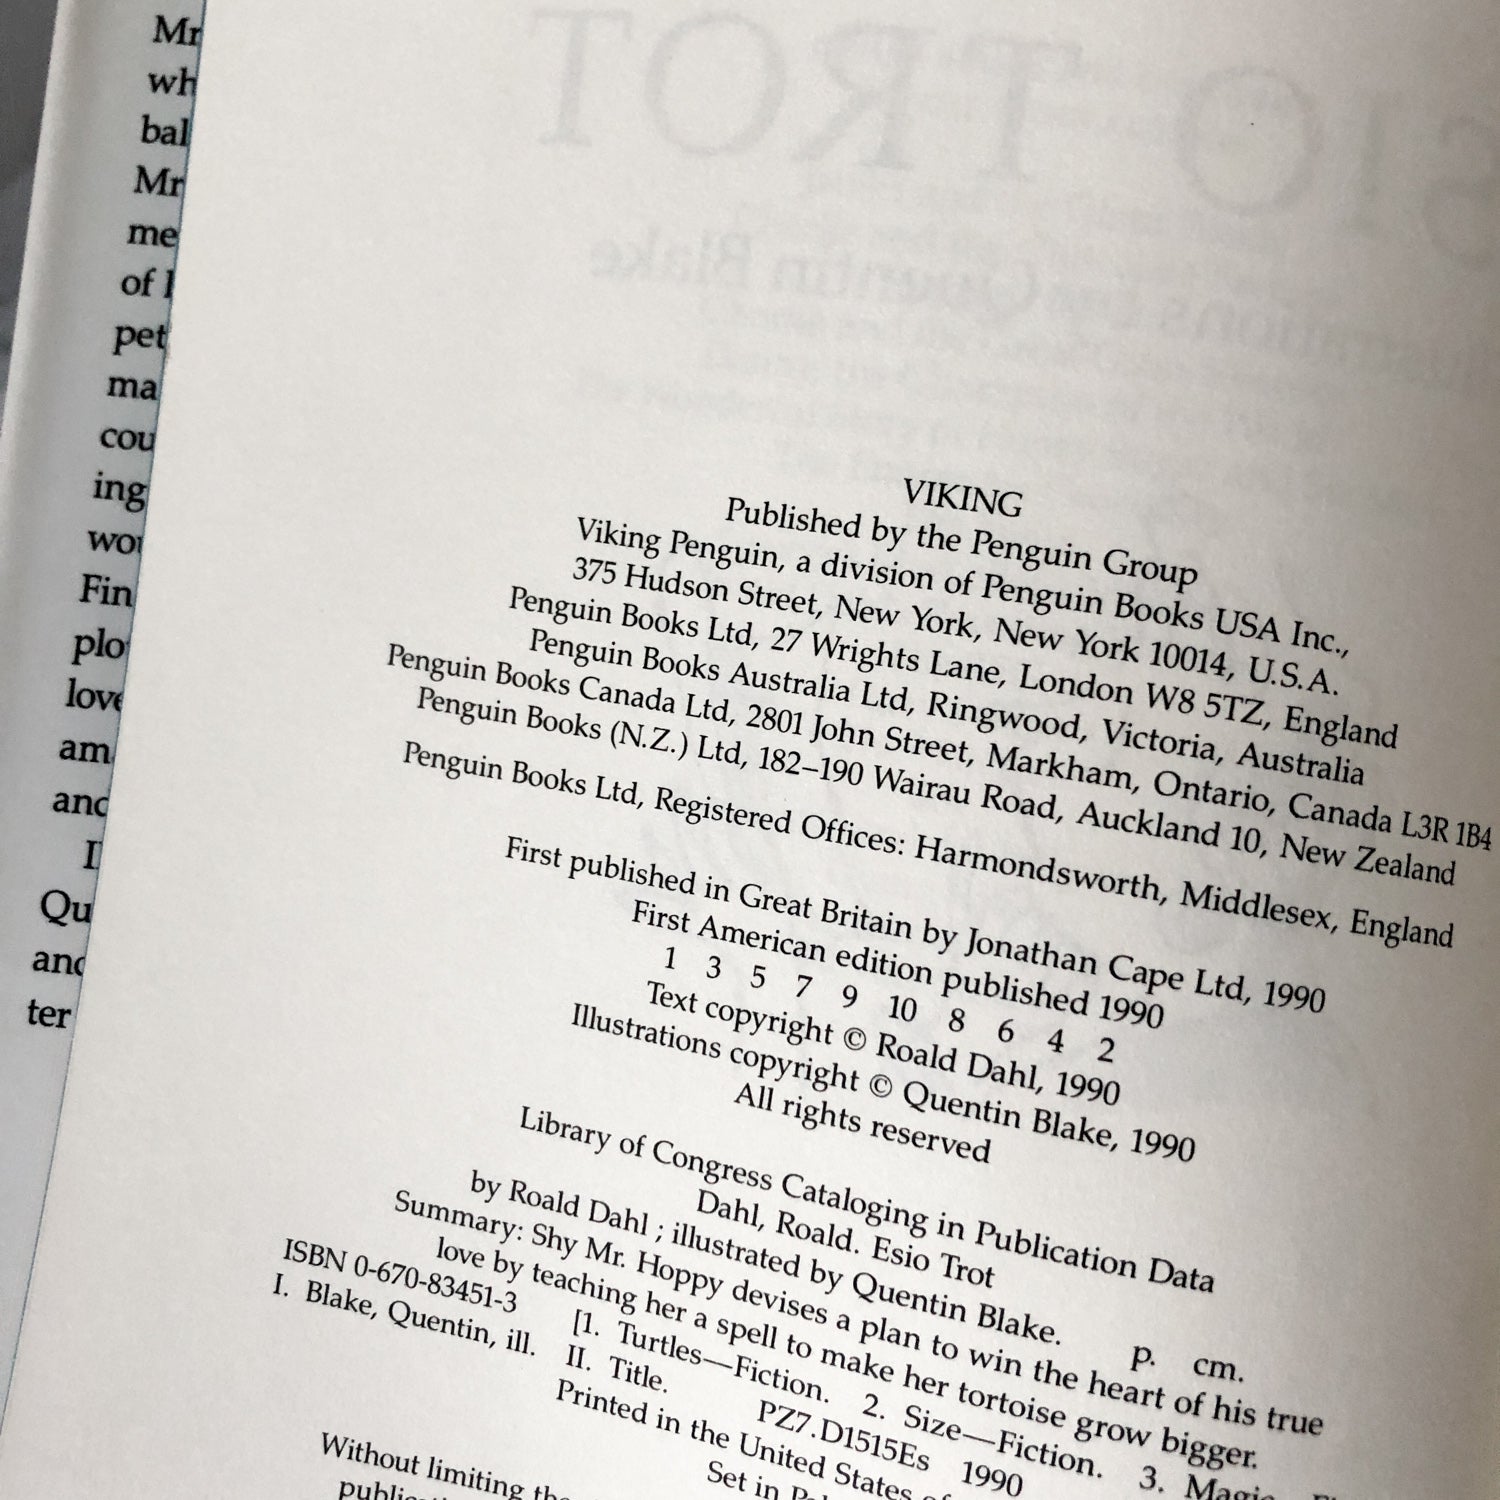 Mr
wh
bal
Mr
me
of
pet
ma
cou
ing
Fin
plo
love
am
and
Qu
and
ter
TROT
Quentin Blake
VIKING
Published by the Penguin Group
Viking Penguin, a division of Penguin Books USA Inc.,
375 Hudson Street, New York, New York 10014, U.S.A.
Penguin Books Ltd, 27 Wrights Lane, London W8 5TZ, England
Penguin Books Australia Ltd, Ringwood, Victoria, Australia
Penguin Books Canada Ltd, 2801 John Street, Markham, Ontario, Canada L3R 1B4
Penguin Books (N.Z.) Ltd, 182–190 Wairau Road, Auckland 10, New Zealand
Penguin Books Ltd, Registered Offices: Harmondsworth, Middlesex, England
First published in Great Britain by Jonathan Cape Ltd, 1990
First American edition published 1990
1 3 5 7 9 10 8 6 4 2
Text copyright © Roald Dahl, 1990
Illustrations copyright © Quentin Blake, 1990
All rights reserved
Library of Congress Cataloging in Publication Data
Dahl, Roald. Esio Trot
by Roald Dahl ; illustrated by Quentin Blake. p. cm.
Summary: Shy Mr. Hoppy devises a plan to win the heart of his true
love by teaching her a spell to make her tortoise grow bigger.
ISBN 0-670-83451-3 [1. Turtles—Fiction. 2. Size—Fiction. 3. Magic
I. Blake, Quentin, ill. II. Title. PZ7.D1515Es 1990
Printed in the United States of
Set in
Without limiting the